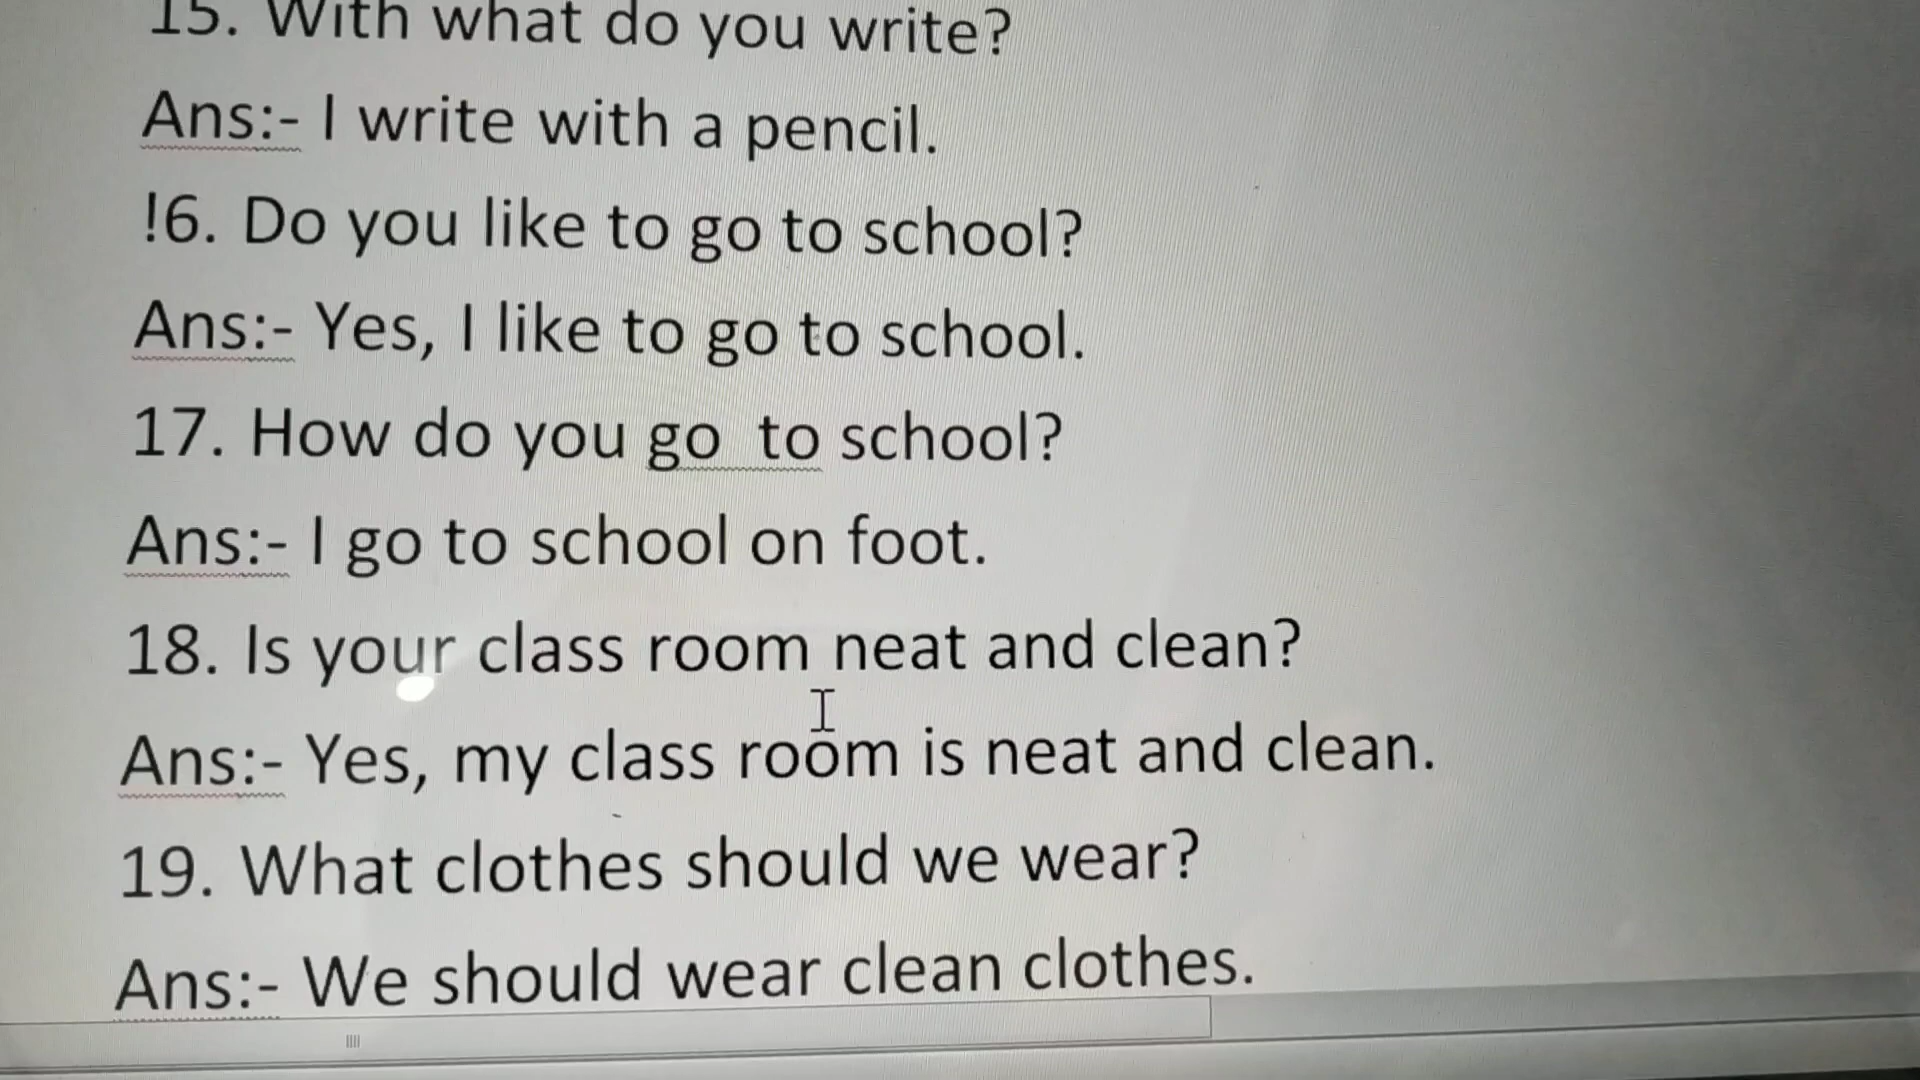 15. With what do you write?
Ans:- I write with a pencil.
!6. Do you like to go to school?
Ans:- Yes, I like to go to school.
17. How do you go  to school?
Ans:- I go to school on foot.
18. Is your class room neat and clean?
Ans:- Yes, my class room is neat and clean.
19. What clothes should we wear?
Ans:- We should wear clean clothes.